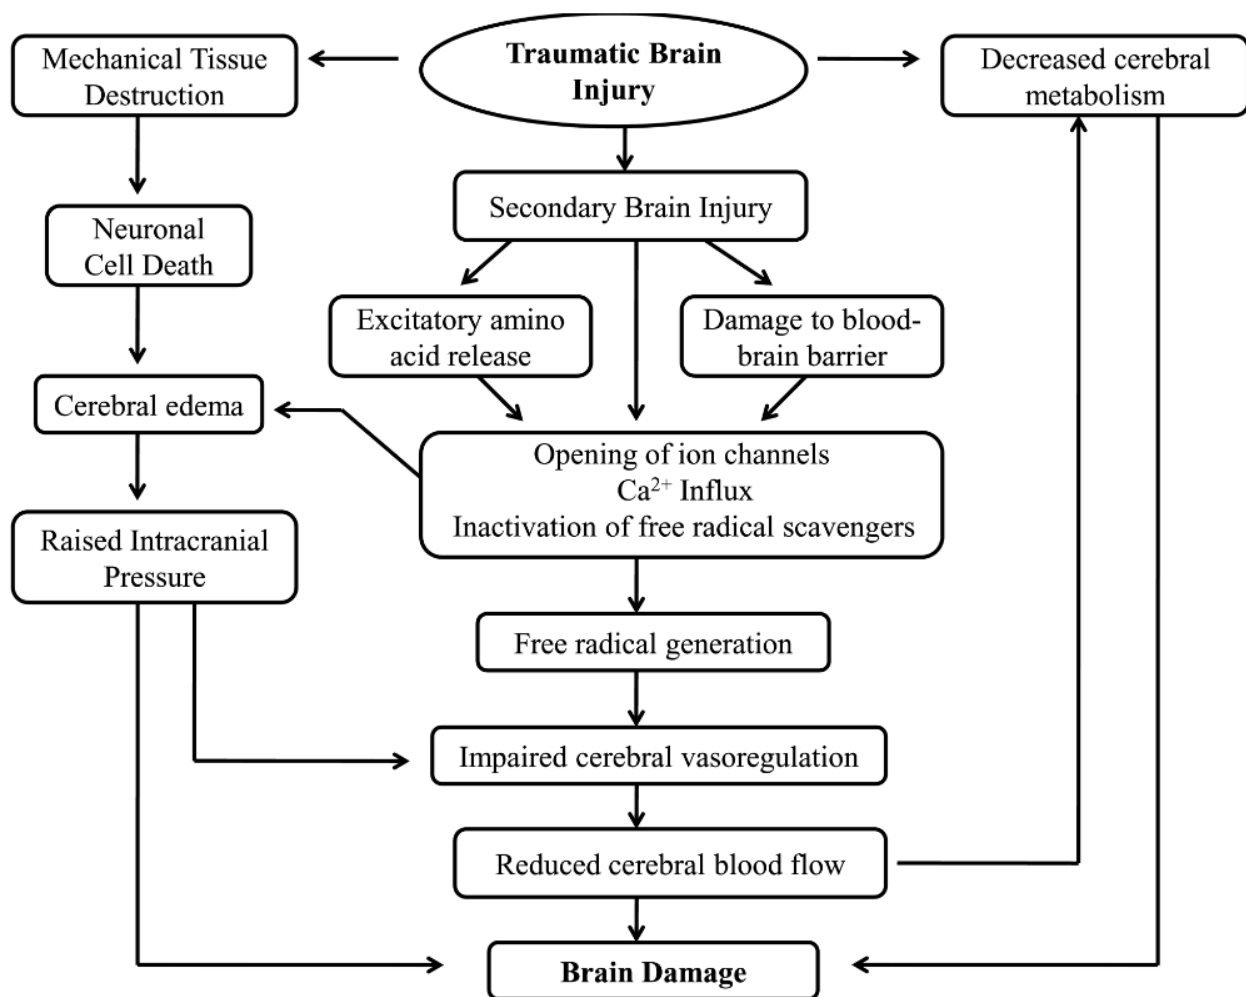 Traumatic Brain
Injury
Mechanical Tissue
Destruction
Decreased cerebral
metabolism
Secondary Brain Injury
Neuronal
Cell Death
Excitatory amino
acid release
Damage to blood-
brain barrier
Cerebral edema
Opening of ion channels
Ca²⁺ Influx
Inactivation of free radical scavengers
Raised Intracranial
Pressure
Free radical generation
Impaired cerebral vasoregulation
Reduced cerebral blood flow
Brain Damage